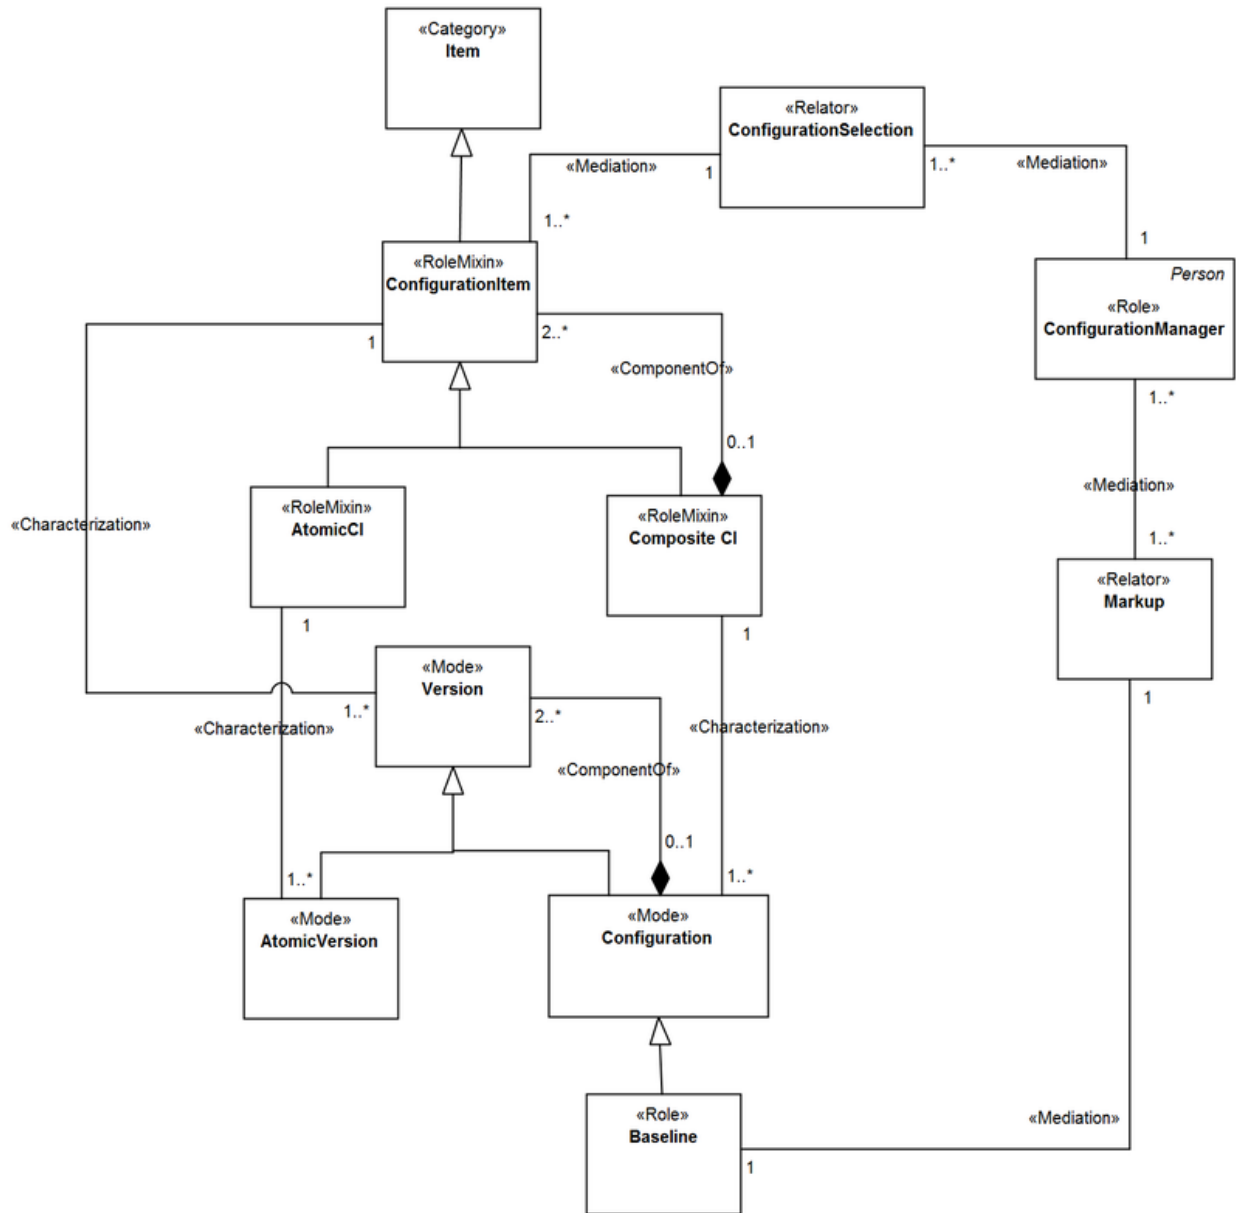 «Category»
Item
«Relator»
ConfigurationSelection
«Mediation»
1
1..*
«Mediation»
1..*
1
«RoleMixin»
ConfigurationItem
Person
«Role»
ConfigurationManager
1
2..*
«ComponentOf»
1..*
0..1
«RoleMixin»
AtomicCI
«RoleMixin»
Composite CI
«Mediation»
«Characterization»
1..*
«Relator»
Markup
1
1
«Mode»
Version
1
1..*
2..*
«Characterization»
«Characterization»
«ComponentOf»
0..1
1..*
1..*
«Mode»
AtomicVersion
«Mode»
Configuration
«Role»
Baseline
«Mediation»
1